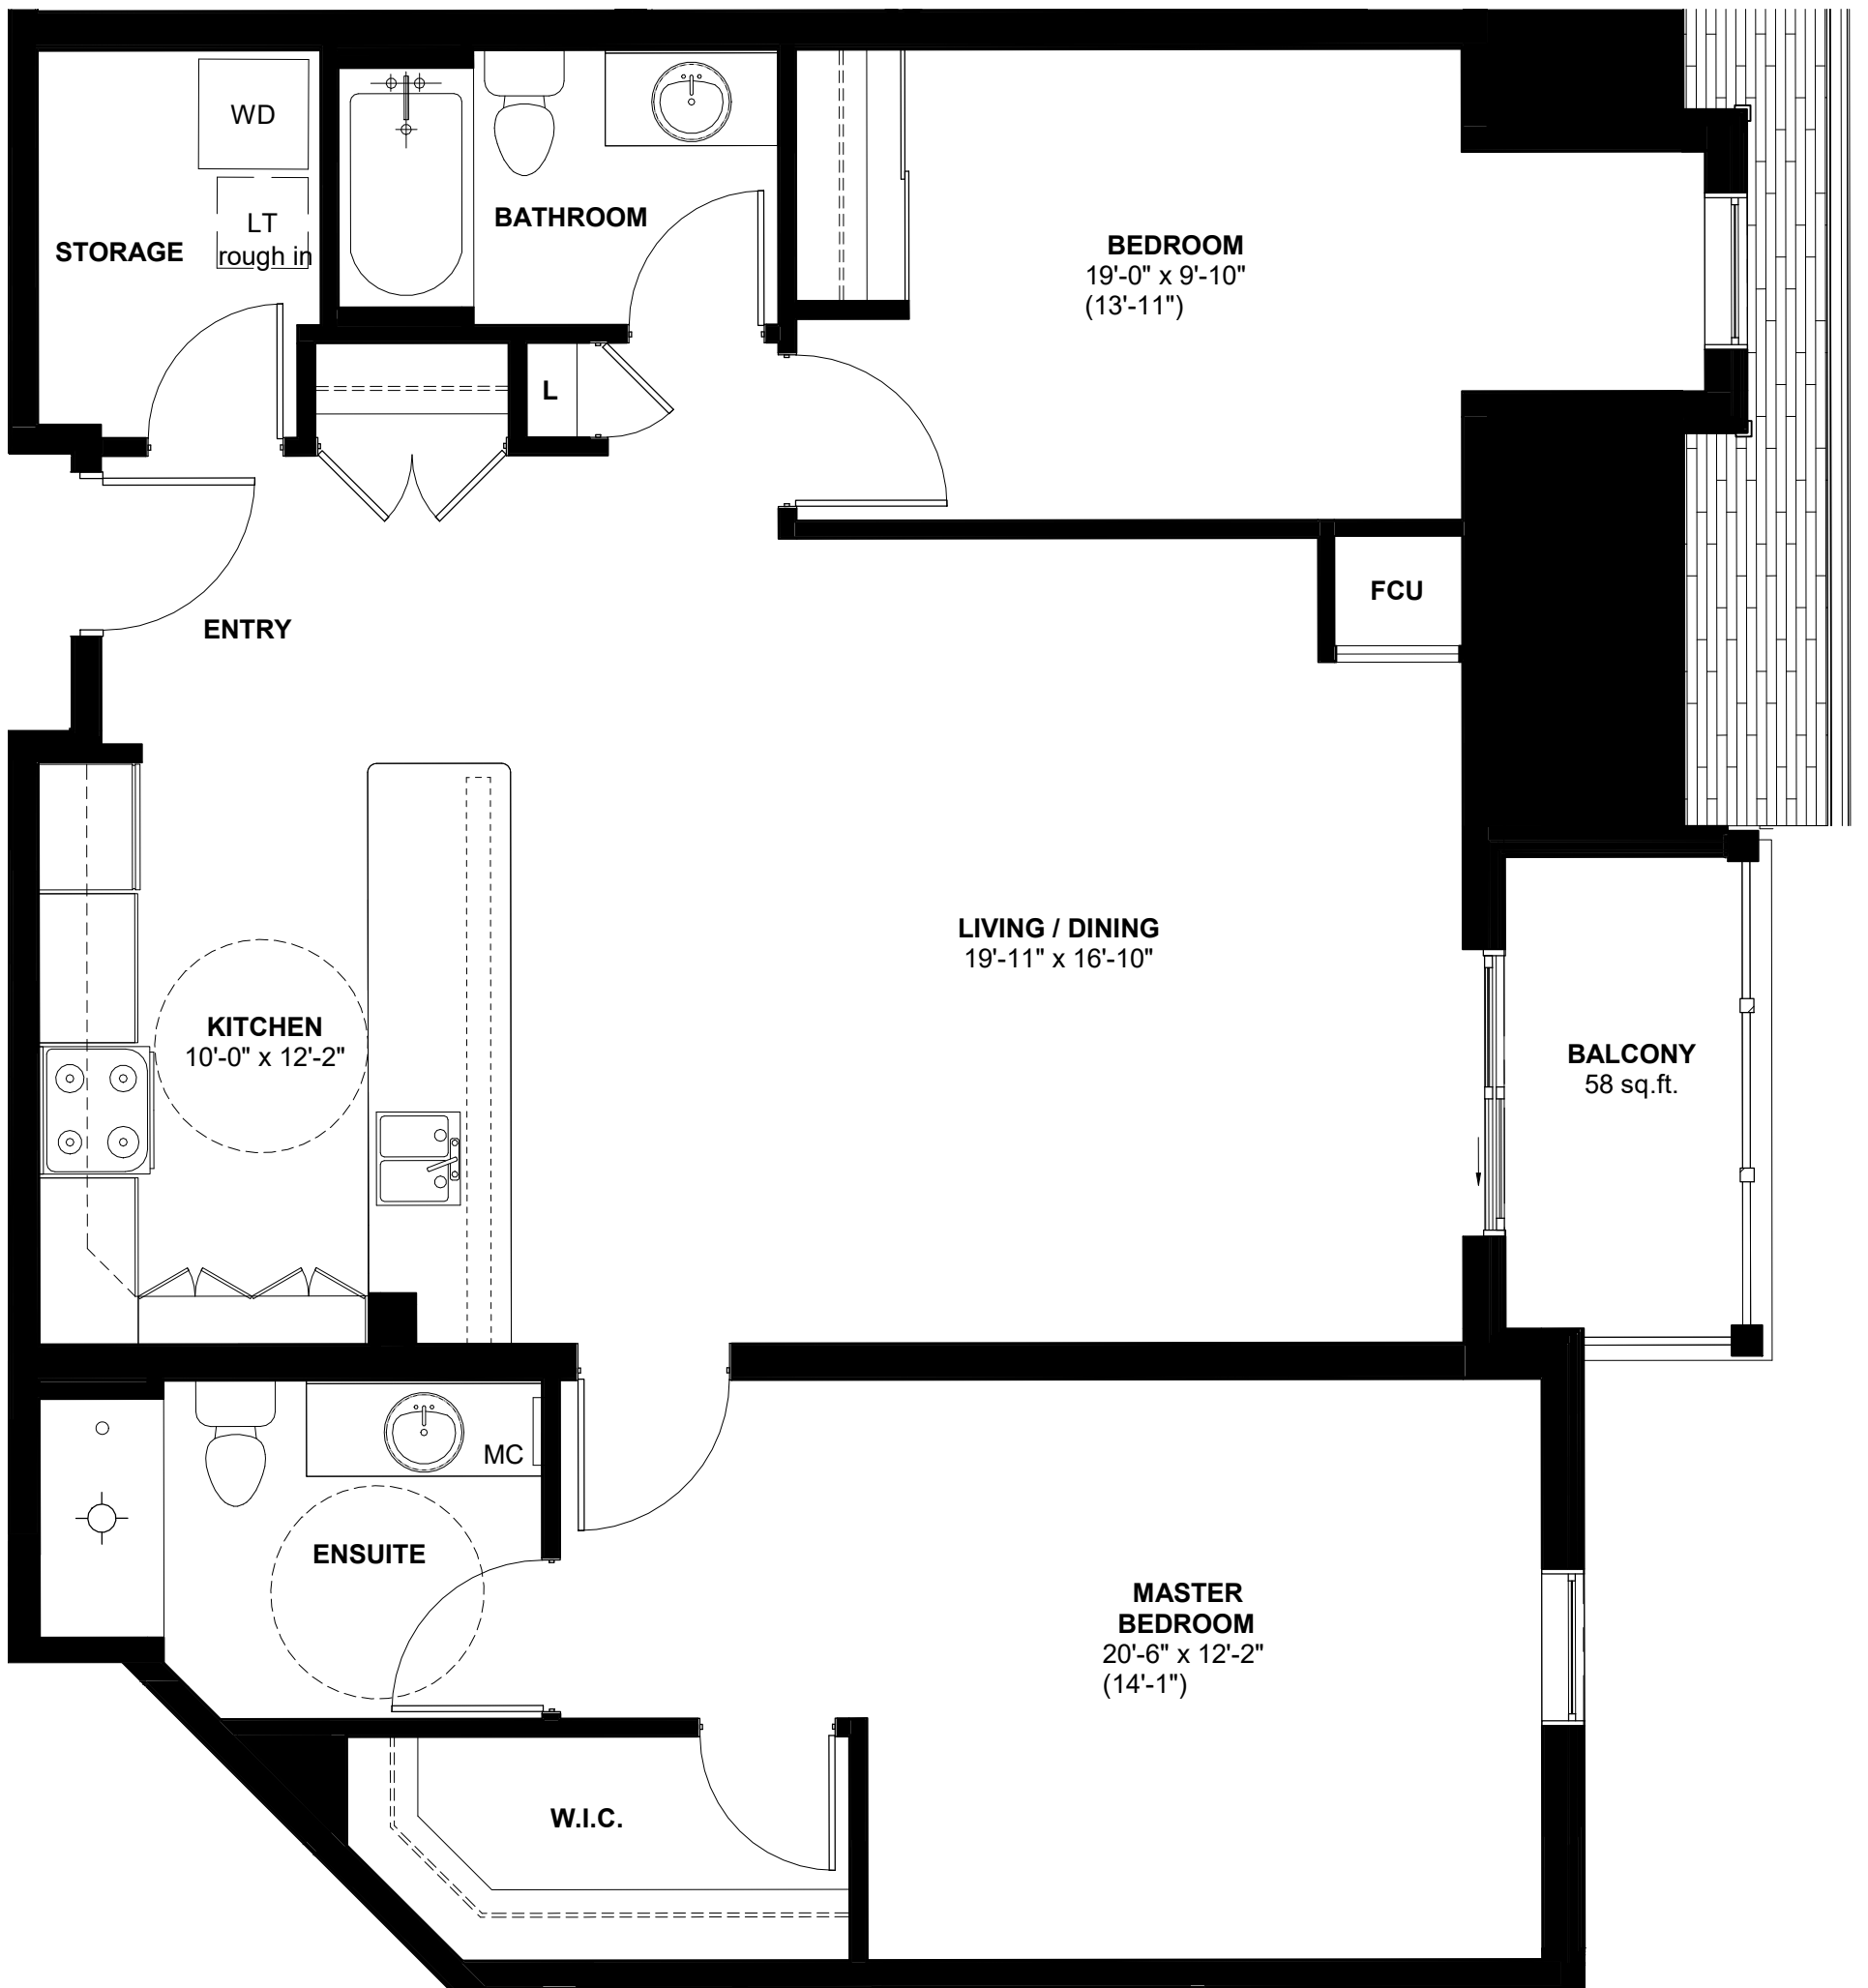 WD
LT
rough in
STORAGE
BATHROOM
BEDROOM
19'-0" x 9'-10"
(13'-11")
L
FCU
ENTRY
LIVING / DINING
19'-11" x 16'-10"
KITCHEN
10'-0" x 12'-2"
BALCONY
58 sq.ft.
MC
ENSUITE
MASTER
BEDROOM
20'-6" x 12'-2"
(14'-1")
W.I.C.